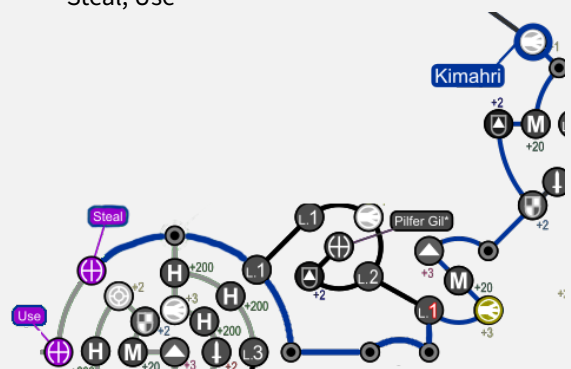 Steal, Use
-1
Kimahri
+2
M
+20
Steal
L.1
Pilfer Gil*
+2
H
+200
L.1
+3
+2
L.2
M
+20
H
+2
+3
+200
L.1
Use
+2
H
+200
+3
H
M
+20
+3
+2
L.3